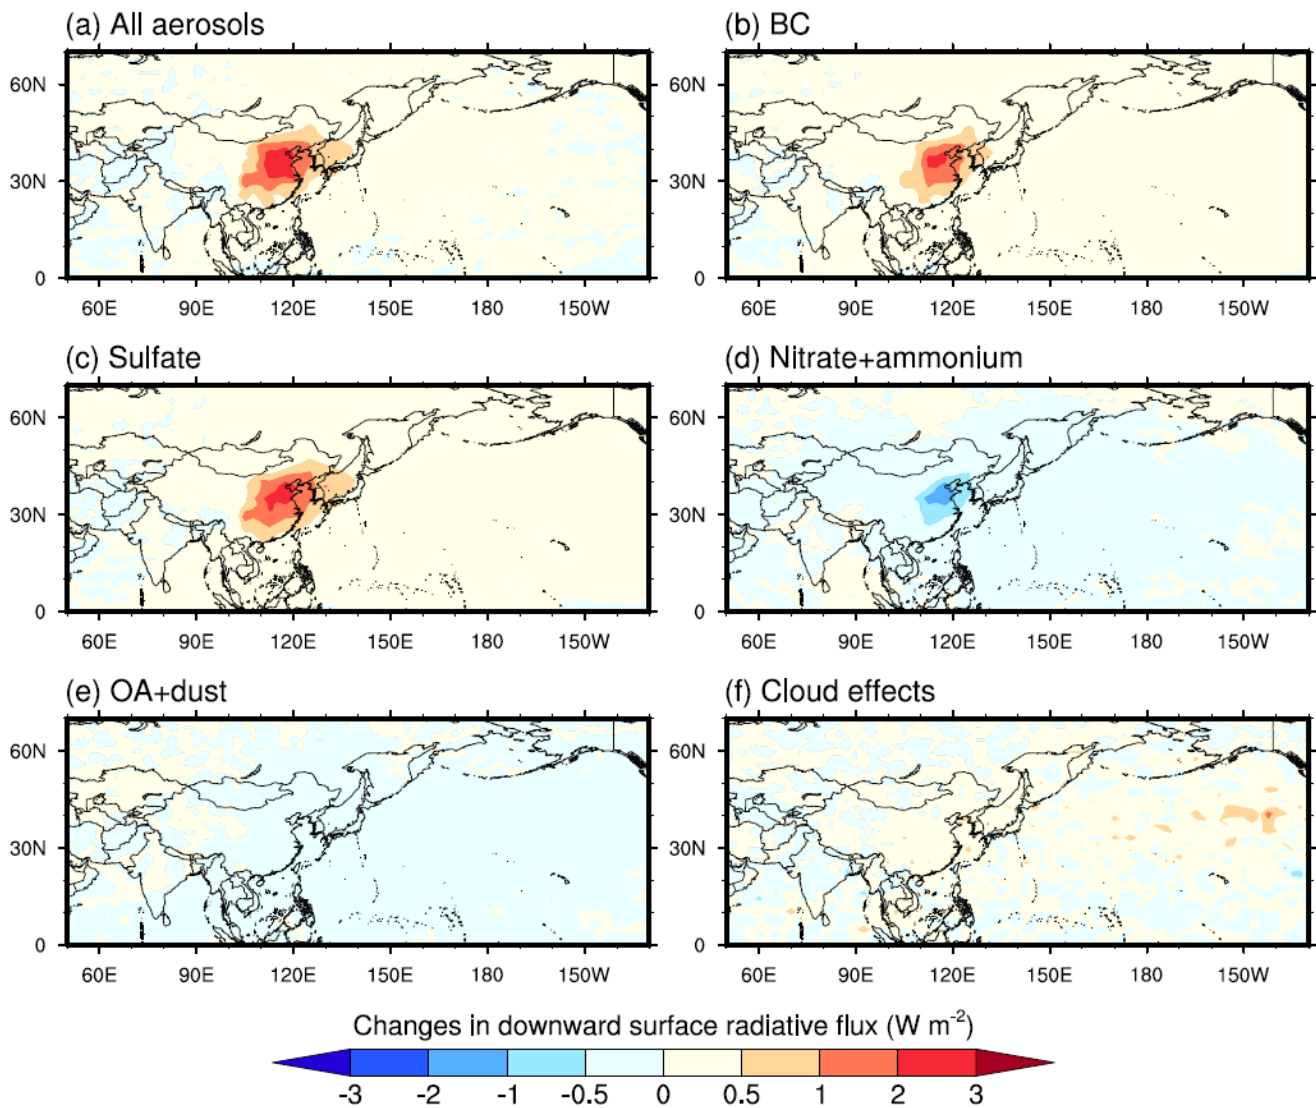 (a) All aerosols
(b) BC
60N
30N
0
60E 90E 120E 150E 180 150W
60N
30N
0
60E 90E 120E 150E 180 150W
(c) Sulfate
(d) Nitrate+ammonium
60N
30N
0
60E 90E 120E 150E 180 150W
60N
30N
0
60E 90E 120E 150E 180 150W
(e) OA+dust
(f) Cloud effects
60N
30N
0
60E 90E 120E 150E 180 150W
60N
30N
0
60E 90E 120E 150E 180 150W
Changes in downward surface radiative flux (W m⁻²)
-3 -2 -1 -0.5 0 0.5 1 2 3